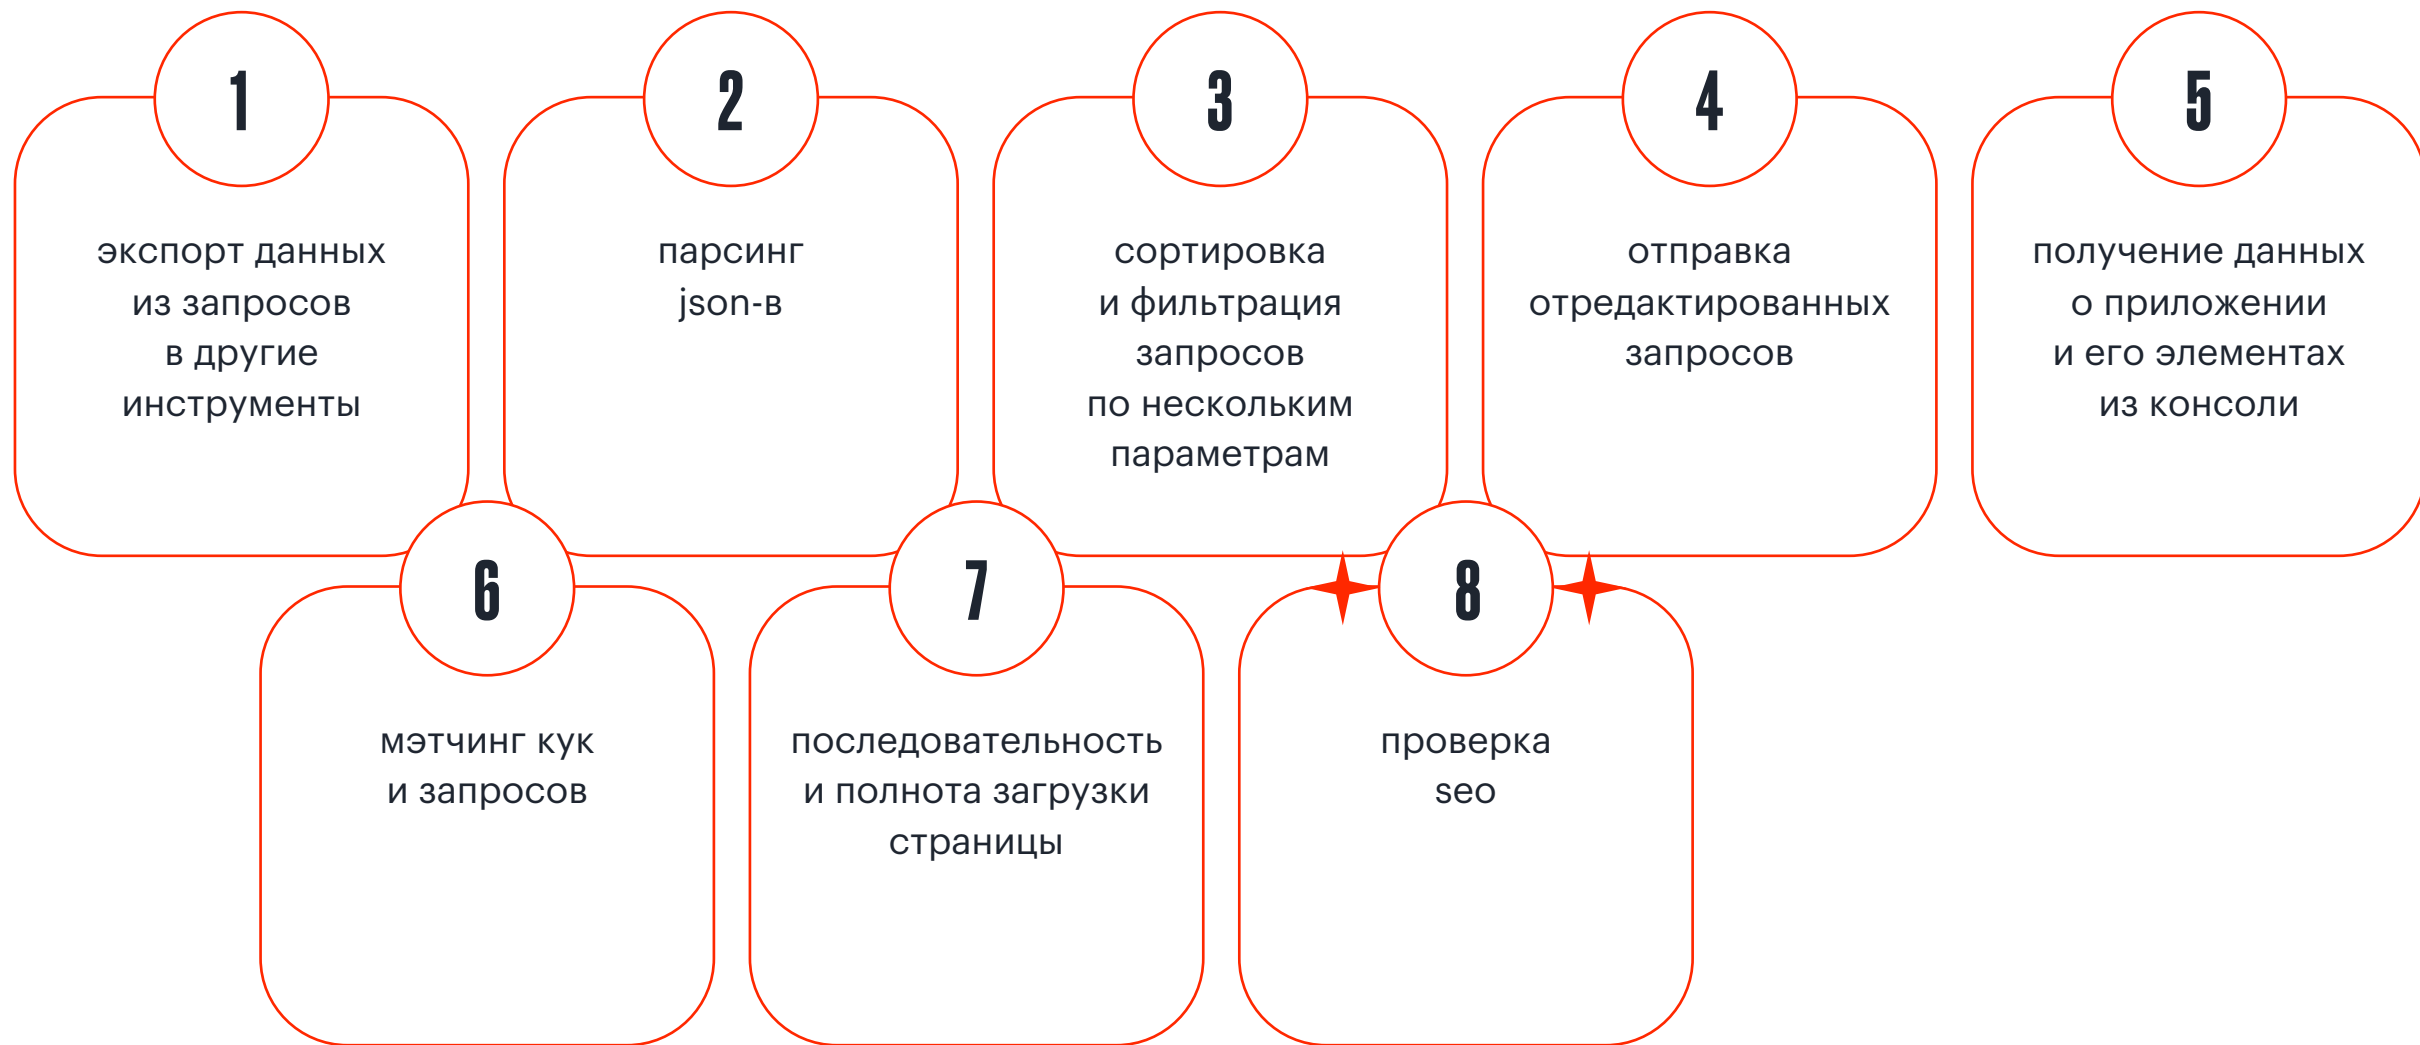 1
экспорт данных
из запросов
в другие
инструменты
2
парсинг
json-в
3
сортировка
и фильтрация
запросов
по нескольким
параметрам
4
отправка
отредактированных
запросов
5
получение данных
о приложении
и его элементах
из консоли
6
мэтчинг кук
и запросов
7
последовательность
и полнота загрузки
страницы
8
проверка
seo